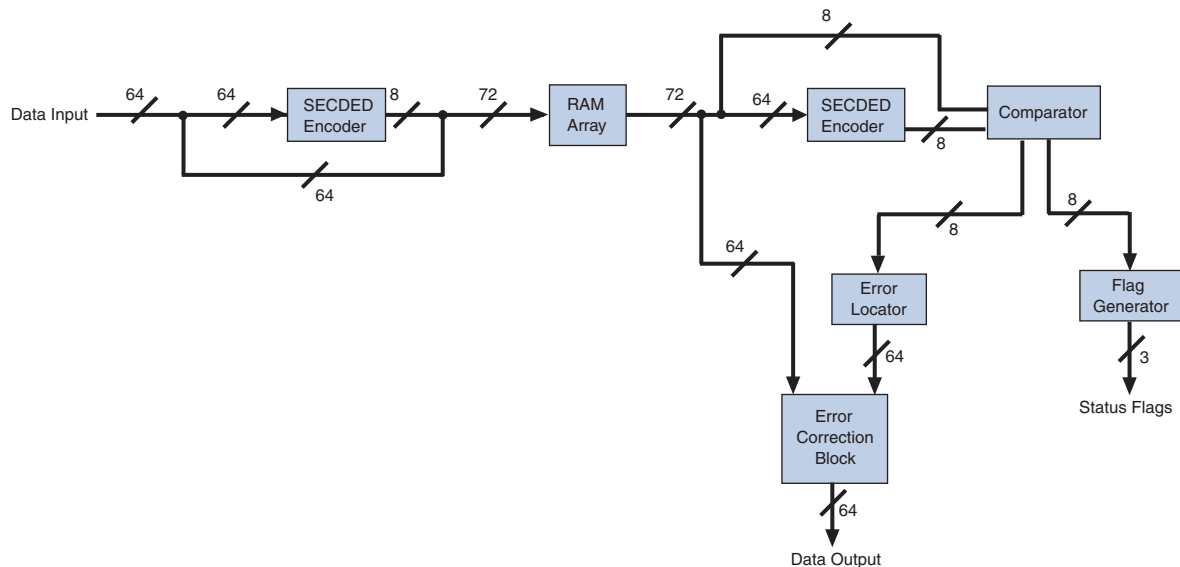 8
64
64
8
72
72
64
Data Input
SECDED
Encoder
RAM
Array
SECDED
Encoder
Comparator
8
64
8
8
64
Error
Locator
Flag
Generator
64
3
Status Flags
Error
Correction
Block
64
Data Output